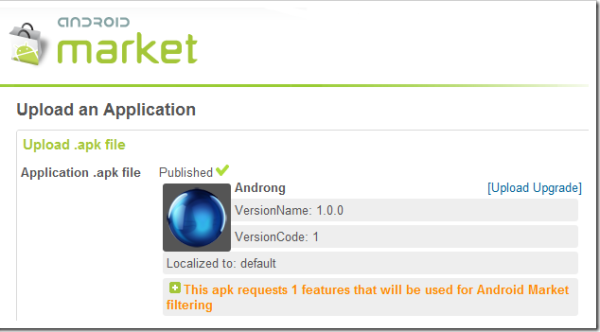 ANDROID
market
Upload an Application
Upload .apk file
Application .apk file Published
Androng [Upload Upgrade]
VersionName: 1.0.0
VersionCode: 1
Localized to: default
This apk requests 1 features that will be used for Android Market
filtering